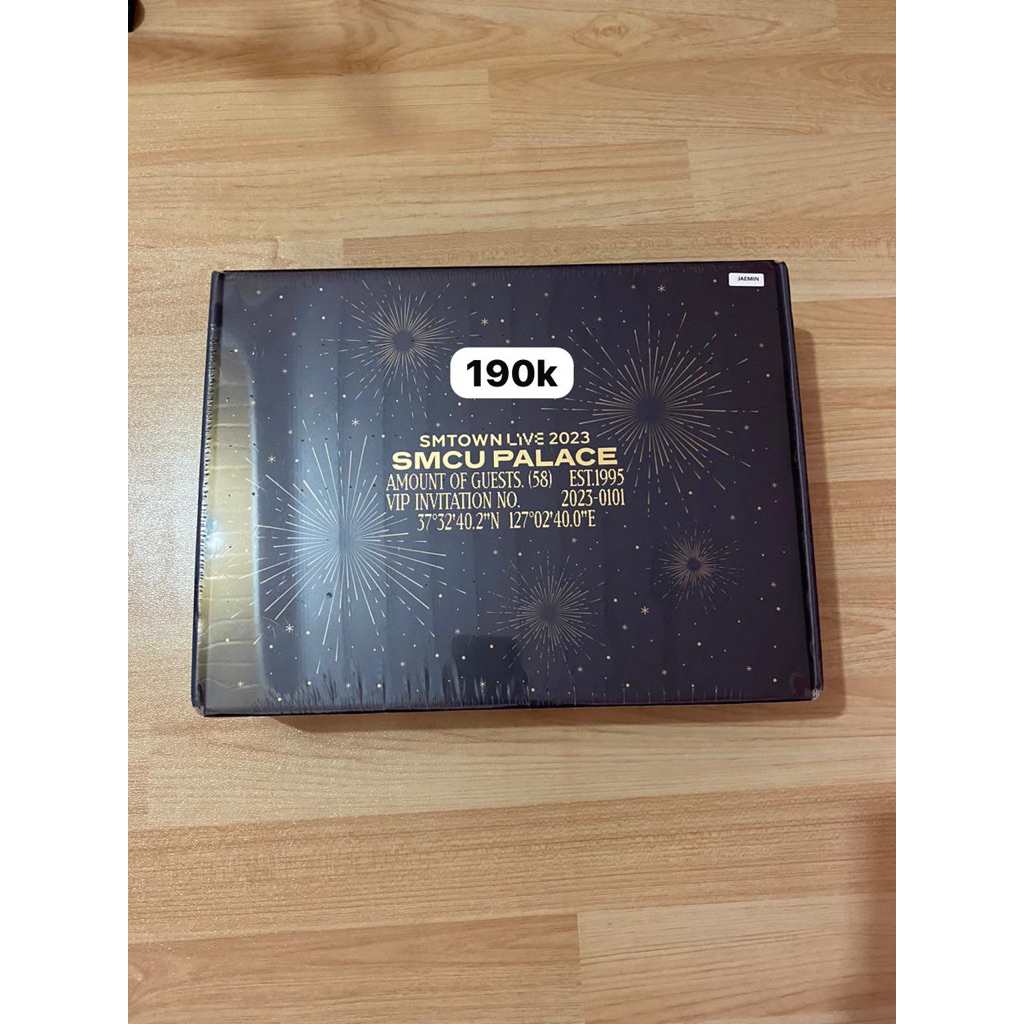 JAEMIN
190k
SMTOWN LIVE 2023
SMCU PALACE
AMOUNT OF GUESTS. (58) EST.1995
VIP INVITATION NO. 2023-0101
37°32'40.2"N 127°02'40.0"E